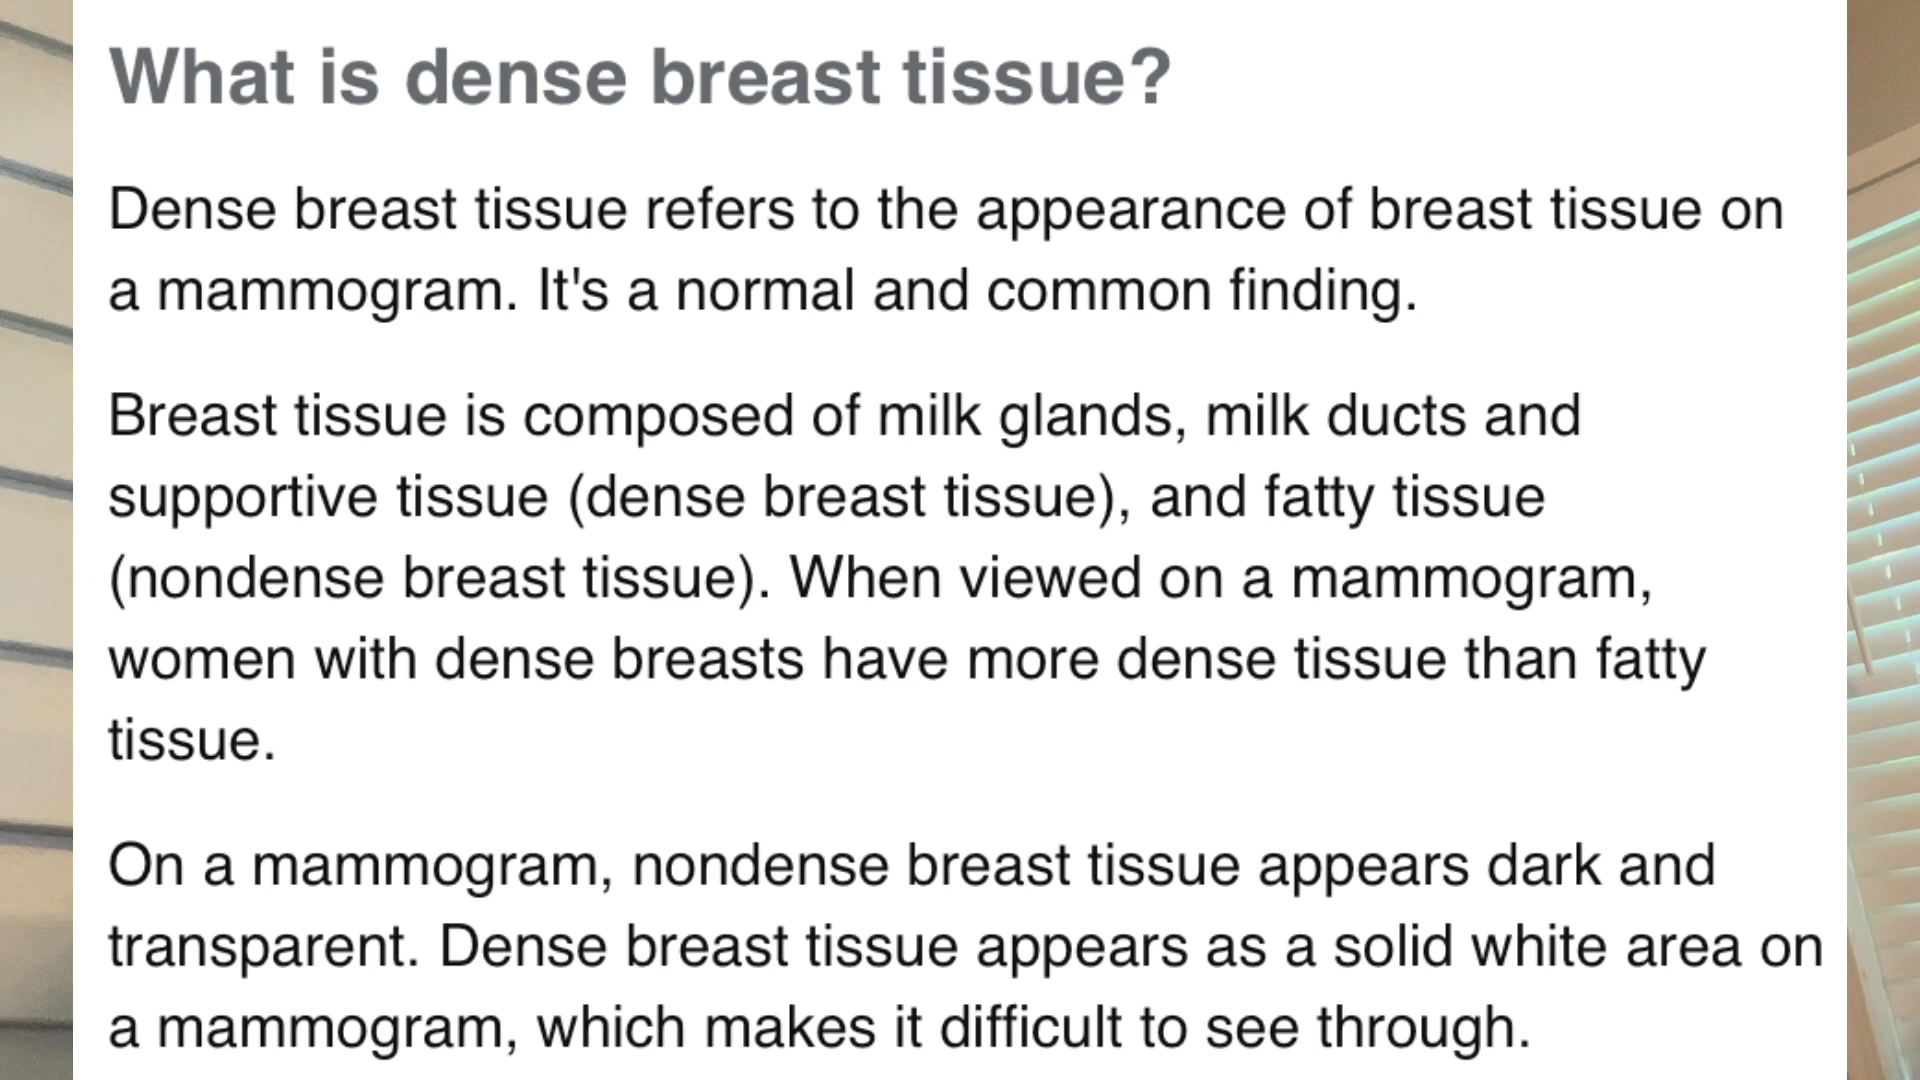 What is dense breast tissue?
Dense breast tissue refers to the appearance of breast tissue on
a mammogram. It's a normal and common finding.
Breast tissue is composed of milk glands, milk ducts and
supportive tissue (dense breast tissue), and fatty tissue
(nondense breast tissue). When viewed on a mammogram,
women with dense breasts have more dense tissue than fatty
tissue.
On a mammogram, nondense breast tissue appears dark and
transparent. Dense breast tissue appears as a solid white area on
a mammogram, which makes it difficult to see through.